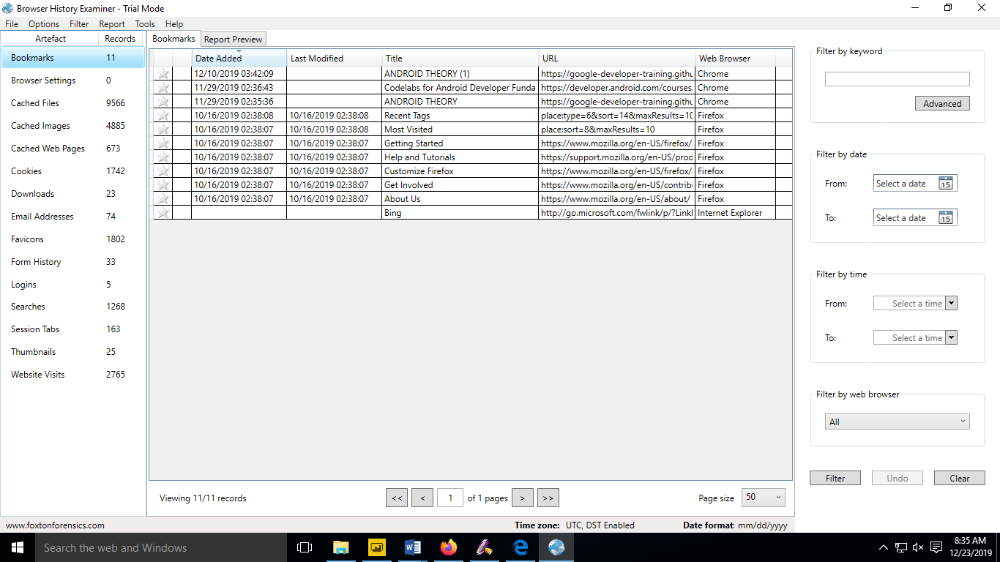 Browser History Examiner - Trial Mode
File Options Filter Report Tools Help
Artefact Records
Bookmarks 11
Browser Settings 0
Cached Files 9566
Cached Images 4885
Cached Web Pages 673
Cookies 1742
Downloads 23
Email Addresses 74
Favicons 1802
Form History 33
Logins 5
Searches 1268
Session Tabs 163
Thumbnails 25
Website Visits 2765
Bookmarks Report Preview
Date Added Last Modified Title URL Web Browser
12/10/2019 03:42:09 ANDROID THEORY (1) https://google-developer-training.githu Chrome
11/29/2019 02:36:43 Codelabs for Android Developer Funda https://developer.android.com/courses, Chrome
11/29/2019 02:35:36 ANDROID THEORY https://google-developer-training.githu Chrome
10/16/2019 02:38:08 10/16/2019 02:38:08 Recent Tags place:type=6&sort=14&maxResults=10 Firefox
10/16/2019 02:38:07 10/16/2019 02:38:08 Most Visited place:sort=8&maxResults=10 Firefox
10/16/2019 02:38:07 10/16/2019 02:38:07 Getting Started https://www.mozilla.org/en-US/firefox/ Firefox
10/16/2019 02:38:07 10/16/2019 02:38:07 Help and Tutorials https://support.mozilla.org/en-US/prod Firefox
10/16/2019 02:38:07 10/16/2019 02:38:07 Customize Firefox https://www.mozilla.org/en-US/firefox/ Firefox
10/16/2019 02:38:07 10/16/2019 02:38:07 Get Involved https://www.mozilla.org/en-US/contribu Firefox
10/16/2019 02:38:07 10/16/2019 02:38:07 About Us https://www.mozilla.org/en-US/about/ Firefox
Bing http://go.microsoft.com/fwlink/p/?LinkI Internet Explorer
Viewing 11/11 records << < 1 of 1 pages > >> Page size 50
Filter by keyword
Advanced
Filter by date
From: Select a date 15
To: Select a date 15
Filter by time
From: Select a time
To: Select a time
Filter by web browser
All
Filter Undo Clear
www.foxtonforensics.com Time zone: UTC, DST Enabled Date format: mm/dd/yyyy
Search the web and Windows
8:35 AM
12/23/2019